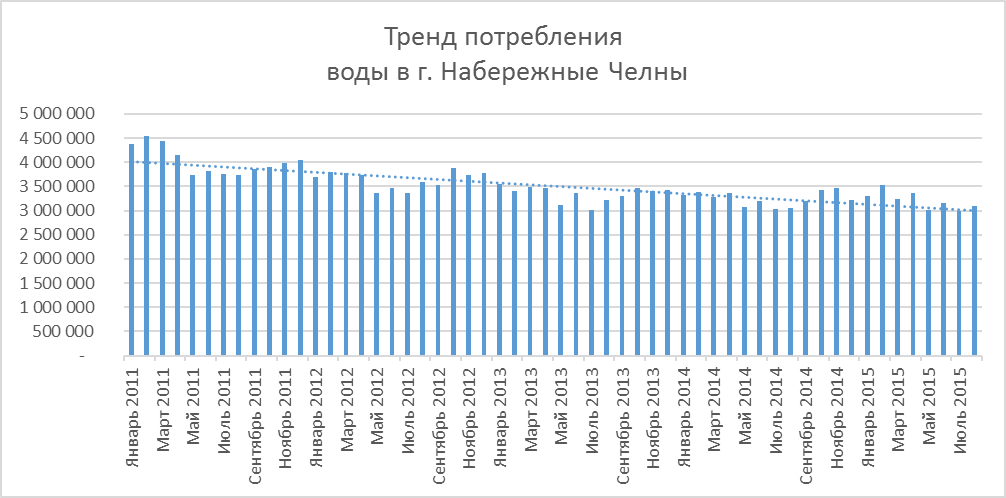 Тренд потребления
воды в г. Набережные Челны
5 000 000
4 500 000
4 000 000
3 500 000
3 000 000
2 500 000
2 000 000
1 500 000
1 000 000
500 000
-
Январь 2011
Март 2011
Май 2011
Июль 2011
Сентябрь 2011
Ноябрь 2011
Январь 2012
Март 2012
Май 2012
Июль 2012
Сентябрь 2012
Ноябрь 2012
Январь 2013
Март 2013
Май 2013
Июль 2013
Сентябрь 2013
Ноябрь 2013
Январь 2014
Март 2014
Май 2014
Июль 2014
Сентябрь 2014
Ноябрь 2014
Январь 2015
Март 2015
Май 2015
Июль 2015